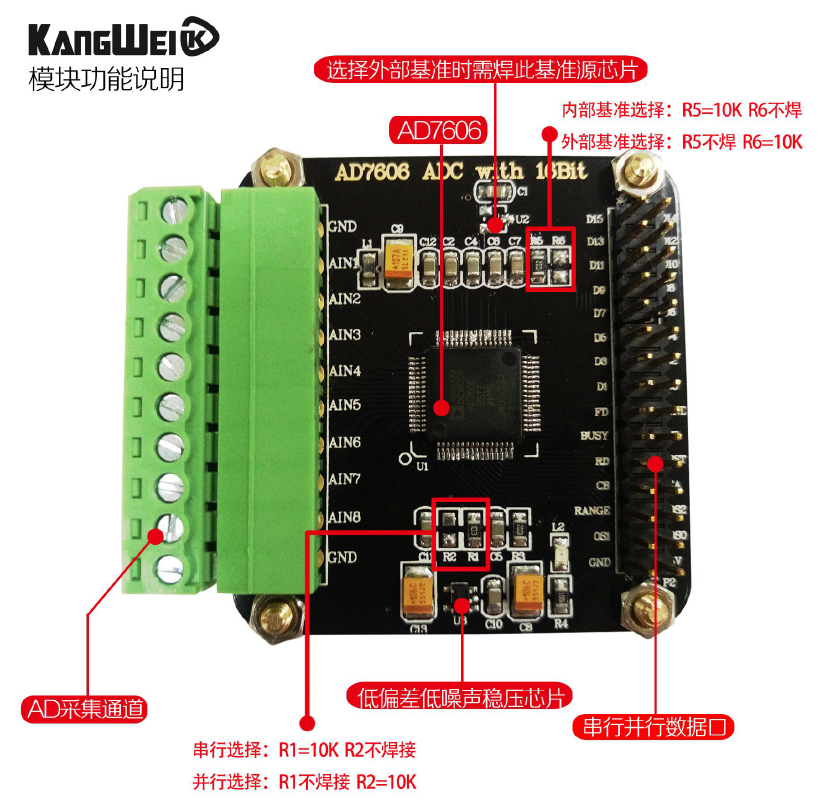 KANGWEI K
模块功能说明
选择外部基准时需焊此基准源芯片
AD7606
内部基准选择：R5=10K R6不焊
外部基准选择：R5不焊 R6=10K
AD7606 ADC with 16Bit
C1
U2
L1
C9
C12
C2
C4
C6
C7
R5
R6
107A
GND
AIN1
AIN2
AIN3
AIN4
AIN5
AIN6
AIN7
AIN8
GND
D15
D13
D11
D9
D7
D5
D3
D1
FD
BUSY
RD
CB
RANGE
OS1
GND
P2
U1
R2
R1
C5
R3
L2
106C
106C
C13
C10
C8
R4
AD采集通道
低偏差低噪声稳压芯片
串行并行数据口
串行选择：R1=10K R2不焊接
并行选择：R1不焊接 R2=10K